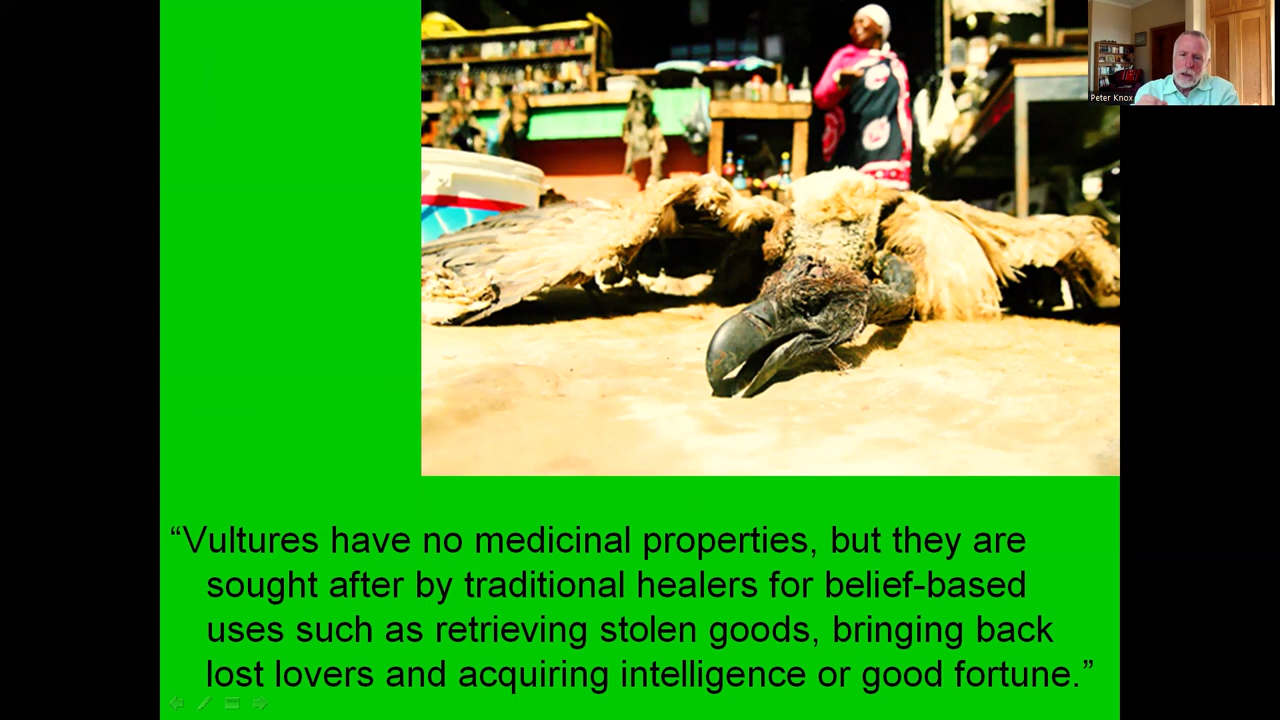 Peter Knox
“Vultures have no medicinal properties, but they are
sought after by traditional healers for belief-based
uses such as retrieving stolen goods, bringing back
lost lovers and acquiring intelligence or good fortune.”